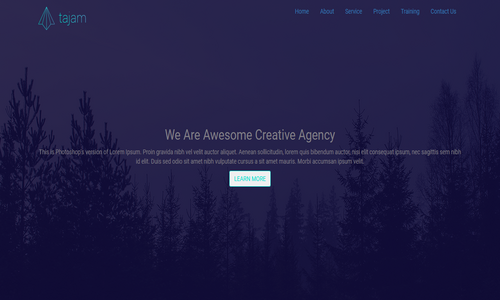 tajam
Home About Service Project Training Contact Us
We Are Awesome Creative Agency
This is Photoshop's version of Lorem Ipsum. Proin gravida nibh vel velit auctor aliquet. Aenean sollicitudin, lorem quis bibendum auctor, nisi elit consequat ipsum, nec sagittis sem nibh
id elit. Duis sed odio sit amet nibh vulputate cursus a sit amet mauris. Morbi accumsan ipsum velit.
LEARN MORE